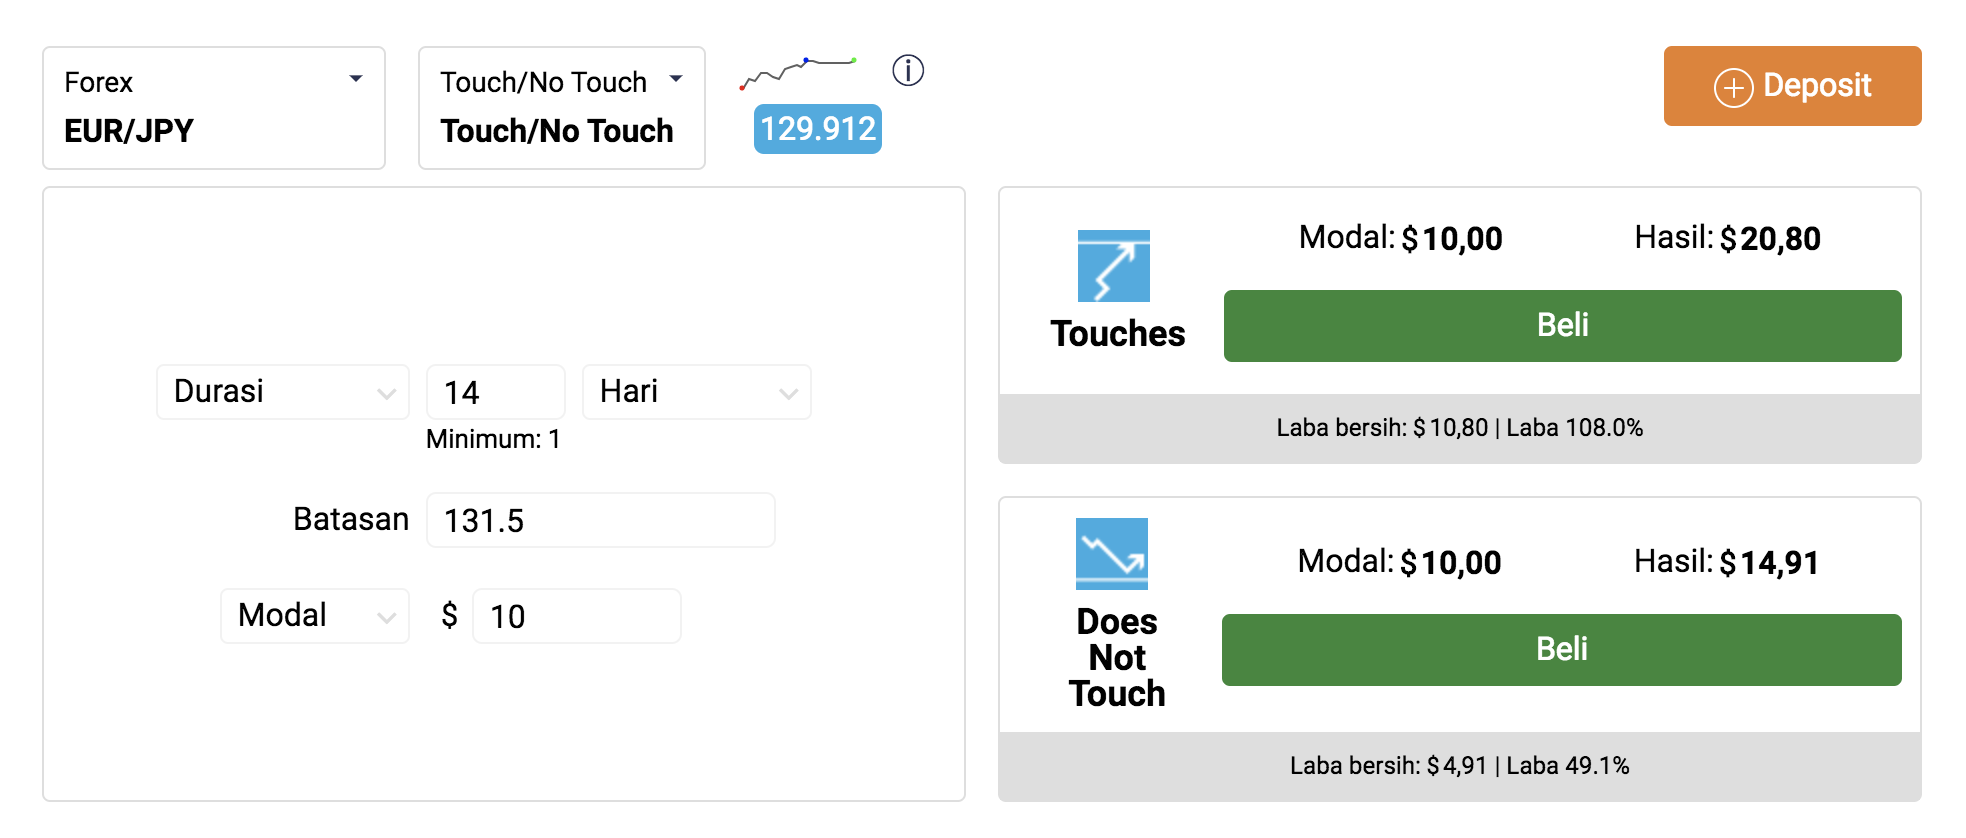 Forex
EUR/JPY
Touch/No Touch
Touch/No Touch
129.912
Deposit
Durasi 14 Hari
Minimum: 1
Batasan 131.5
Modal $ 10
Modal: $ 10,00 Hasil: $ 20,80
Touches
Beli
Laba bersih: $ 10,80 | Laba 108.0%
Modal: $ 10,00 Hasil: $ 14,91
Does
Not
Touch
Beli
Laba bersih: $ 4,91 | Laba 49.1%